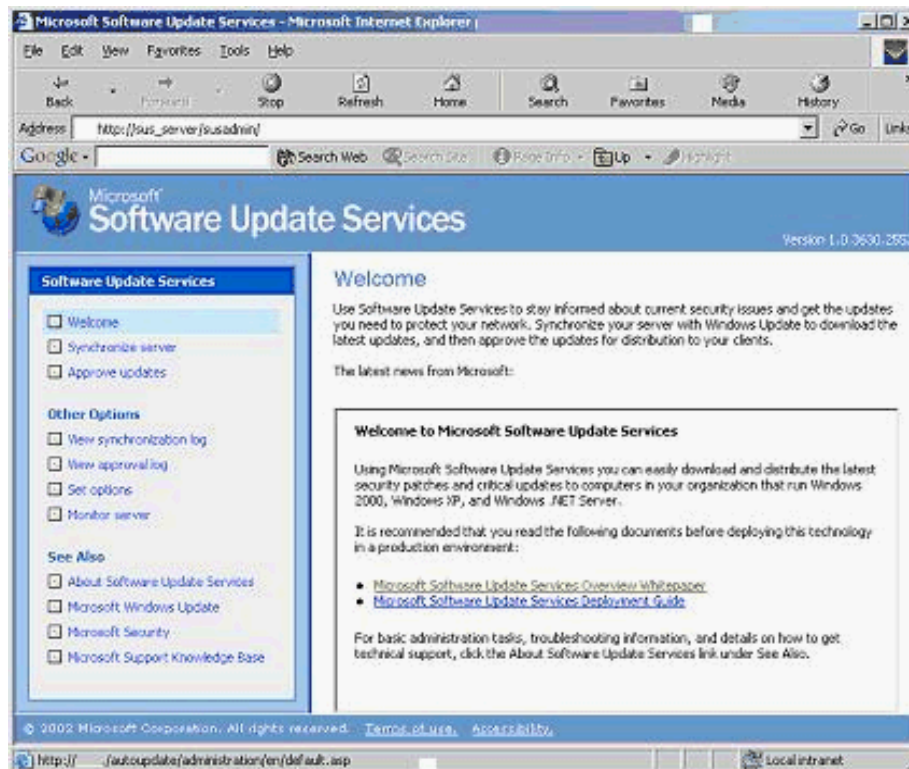 Microsoft Software Update Services - Microsoft Internet Explorer
File Edit View Favorites Tools Help
Back Forward Stop Refresh Home Search Favorites Media History
Address http://sus_server/susadmin/ Go Links
Google Search Web Search Site Page Info Up Highlight
Microsoft
Software Update Services
Version 1.0.3630.255
Software Update Services
Welcome
Synchronize server
Approve updates
Other Options
View synchronization log
View approval log
Set options
Monitor server
See Also
About Software Update Services
Microsoft Windows Update
Microsoft Security
Microsoft Support Knowledge Base
Welcome
Use Software Update Services to stay informed about current security issues and get the updates
you need to protect your network. Synchronize your server with Windows Update to download the
latest updates, and then approve the updates for distribution to your clients.
The latest news from Microsoft:
Welcome to Microsoft Software Update Services
Using Microsoft Software Update Services you can easily download and distribute the latest
security patches and critical updates to computers in your organization that run Windows
2000, Windows XP, and Windows .NET Server.
It is recommended that you read the following documents before deploying this technology
in a production environment:
• Microsoft Software Update Services Overview Whitepaper
• Microsoft Software Update Services Deployment Guide
For basic administration tasks, troubleshooting information, and details on how to get
technical support, click the About Software Update Services link under See Also.
© 2002 Microsoft Corporation. All rights reserved. Terms of use. Accessibility.
http:// /autoupdate/administration/en/default.asp Local intranet